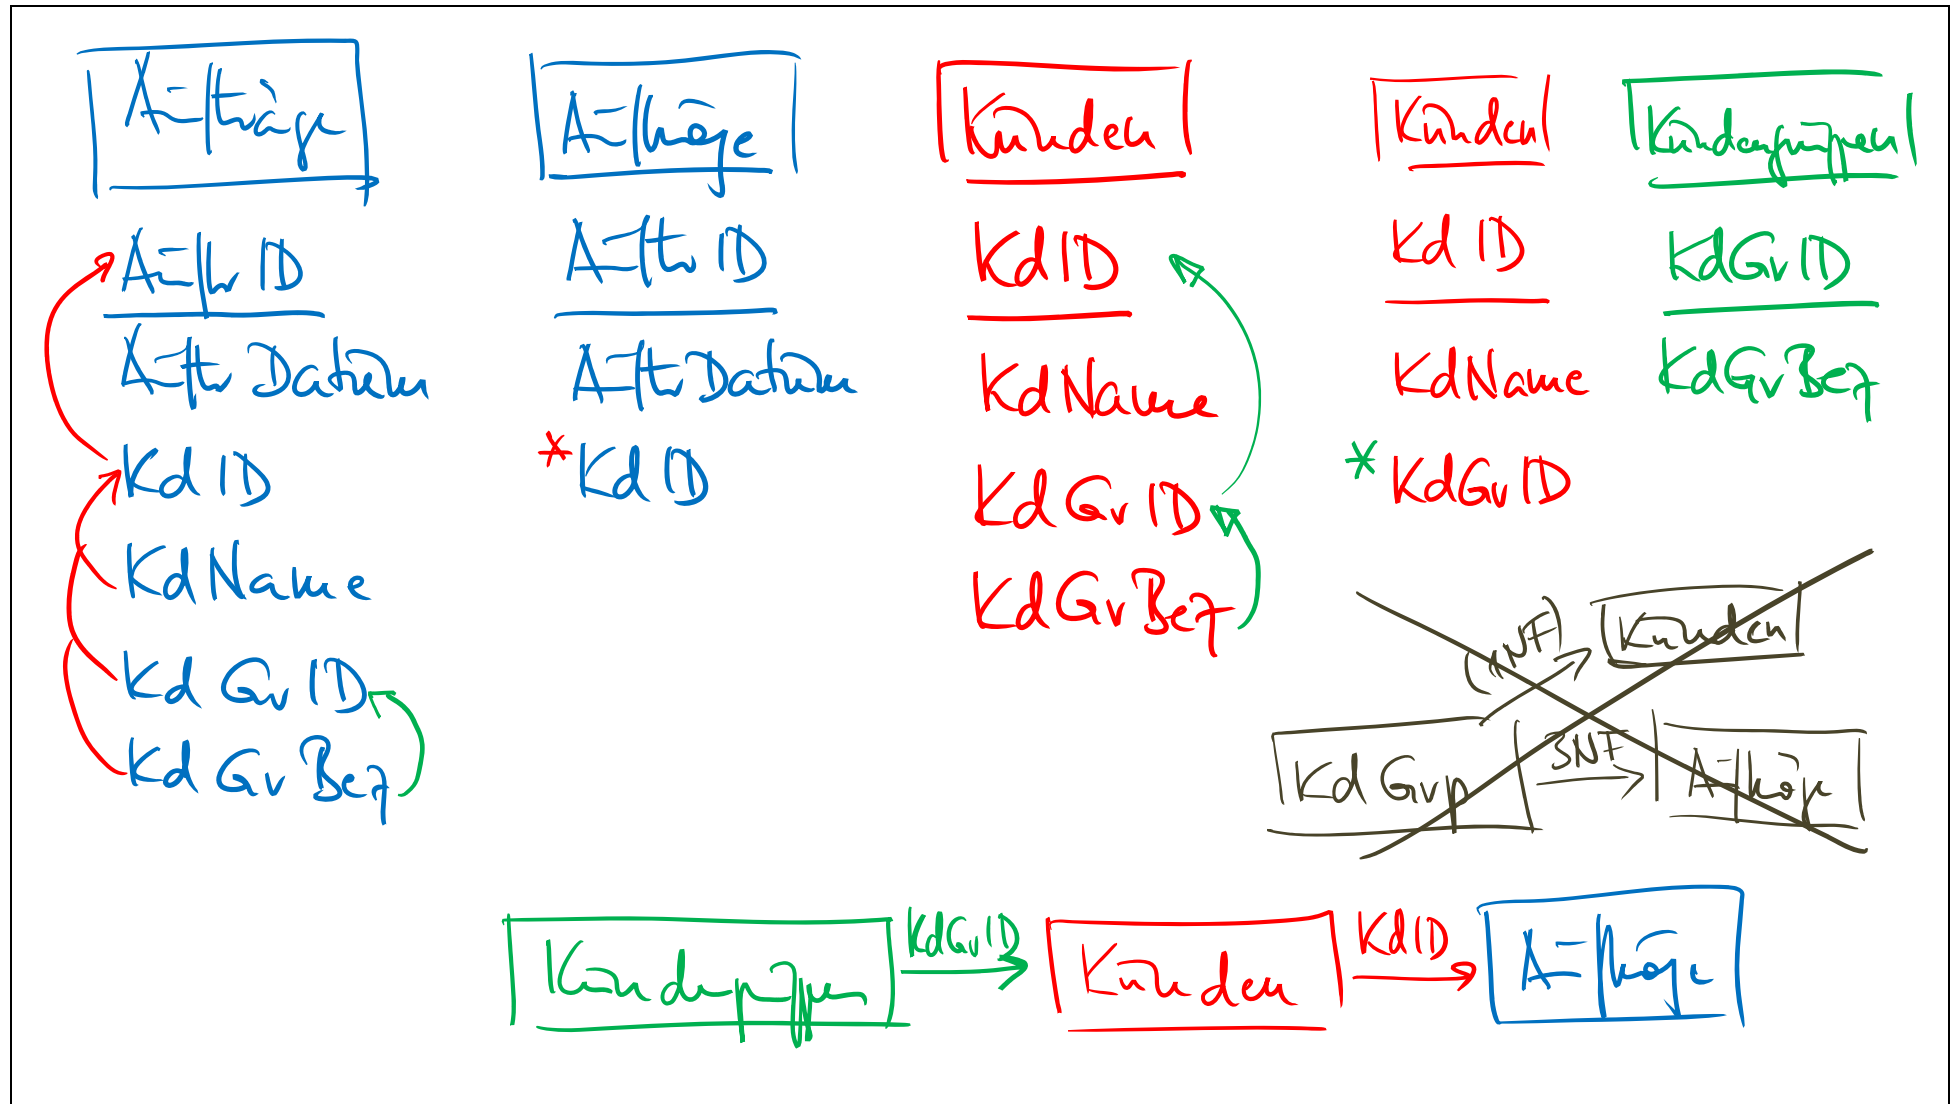 Aufträge
AuftrID
AuftrDatum
KdID
KdName
KdGrID
KdGrBez
Aufträge
AuftrID
AuftrDatum
*KdID
Kunden
KdID
KdName
KdGrID
KdGrBez
Kunden
KdID
KdName
*KdGrID
Kundengruppen
KdGrID
KdGrBez
Kunden
KdGrp
3NF
Aufträge
Kundengruppen
KdGrID
Kunden
KdID
Aufträge